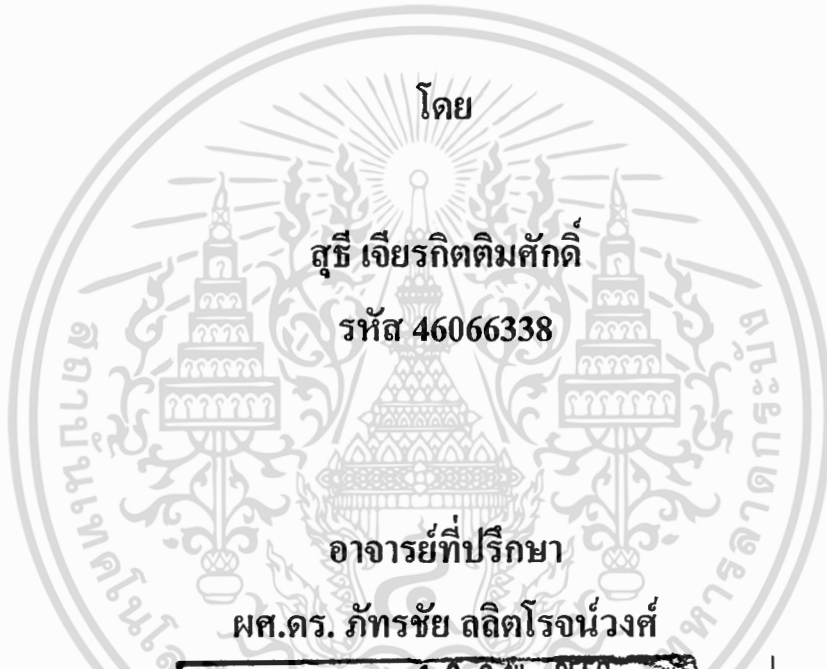 โดย
สุธี เจียรกิตติมศักดิ์
รหัส 46066338
อาจารย์ที่ปรึกษา
ผศ.ดร. ภัทรชัย ลลิตโรจน์วงศ์